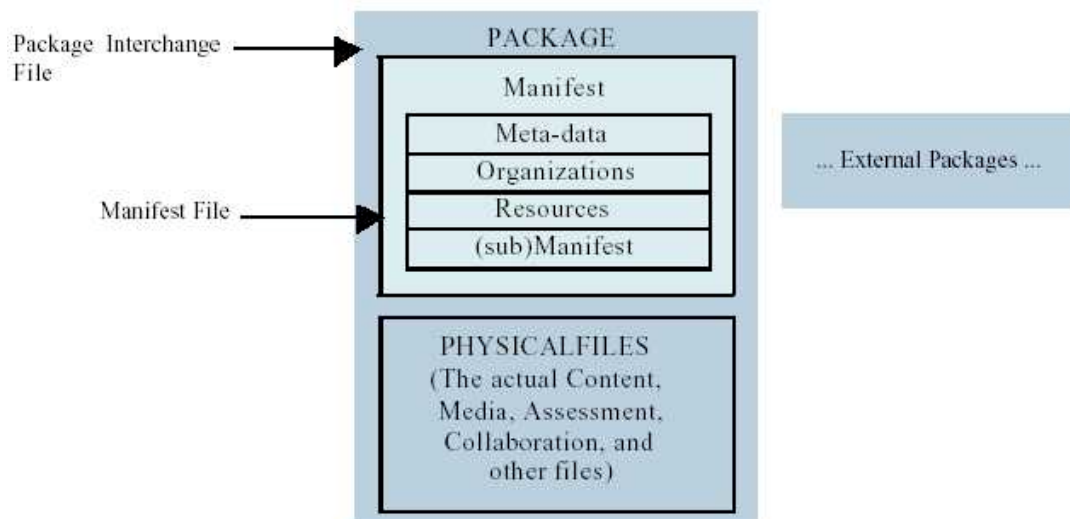 Package Interchange
File
PACKAGE
Manifest
Meta-data
Organizations
Resources
(sub)Manifest
Manifest File
... External Packages ...
PHYSICALFILES
(The actual Content,
Media, Assessment,
Collaboration, and
other files)